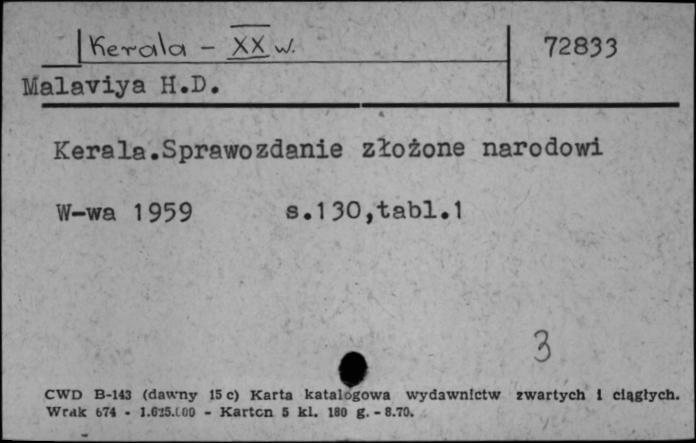 Kerala - XX w. 72833
Malaviya H.D.
Kerala.Sprawozdanie złożone narodowi
W-wa 1959 s.130,tabl.1
3
CWD B-143 (dawny 15 c) Karta katalogowa wydawnictw zwartych i ciągłych.
Wrak 674 - 1.615.000 - Karton 5 kl. 180 g. - 8.70.